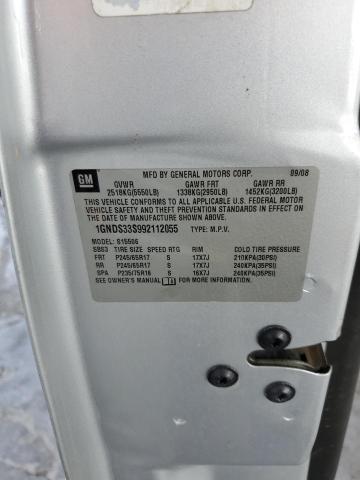 GM
MFD BY GENERAL MOTORS CORP. 09/08
GVWR GAWR FRT GAWR RR
2518KG(5550LB) 1338KG(2950LB) 1452KG(3200LB)
THIS VEHICLE CONFORMS TO ALL APPLICABLE U.S. FEDERAL MOTOR
VEHICLE SAFETY AND THEFT PREVENTION STANDARDS IN EFFECT ON THE
DATE OF MANUFACTURE SHOWN ABOVE.
1GNDS33S992112055 TYPE: M.P.V.
MODEL: S15506
SBS3 TIRE SIZE SPEED RTG RIM COLD TIRE PRESSURE
FRT P245/65R17 S 17X7J 210KPA(30PSI)
RR P245/65R17 S 17X7J 240KPA(35PSI)
SPA P235/75R16 S 16X7J 240KPA(35PSI)
SEE OWNER'S MANUAL FOR MORE INFORMATION.